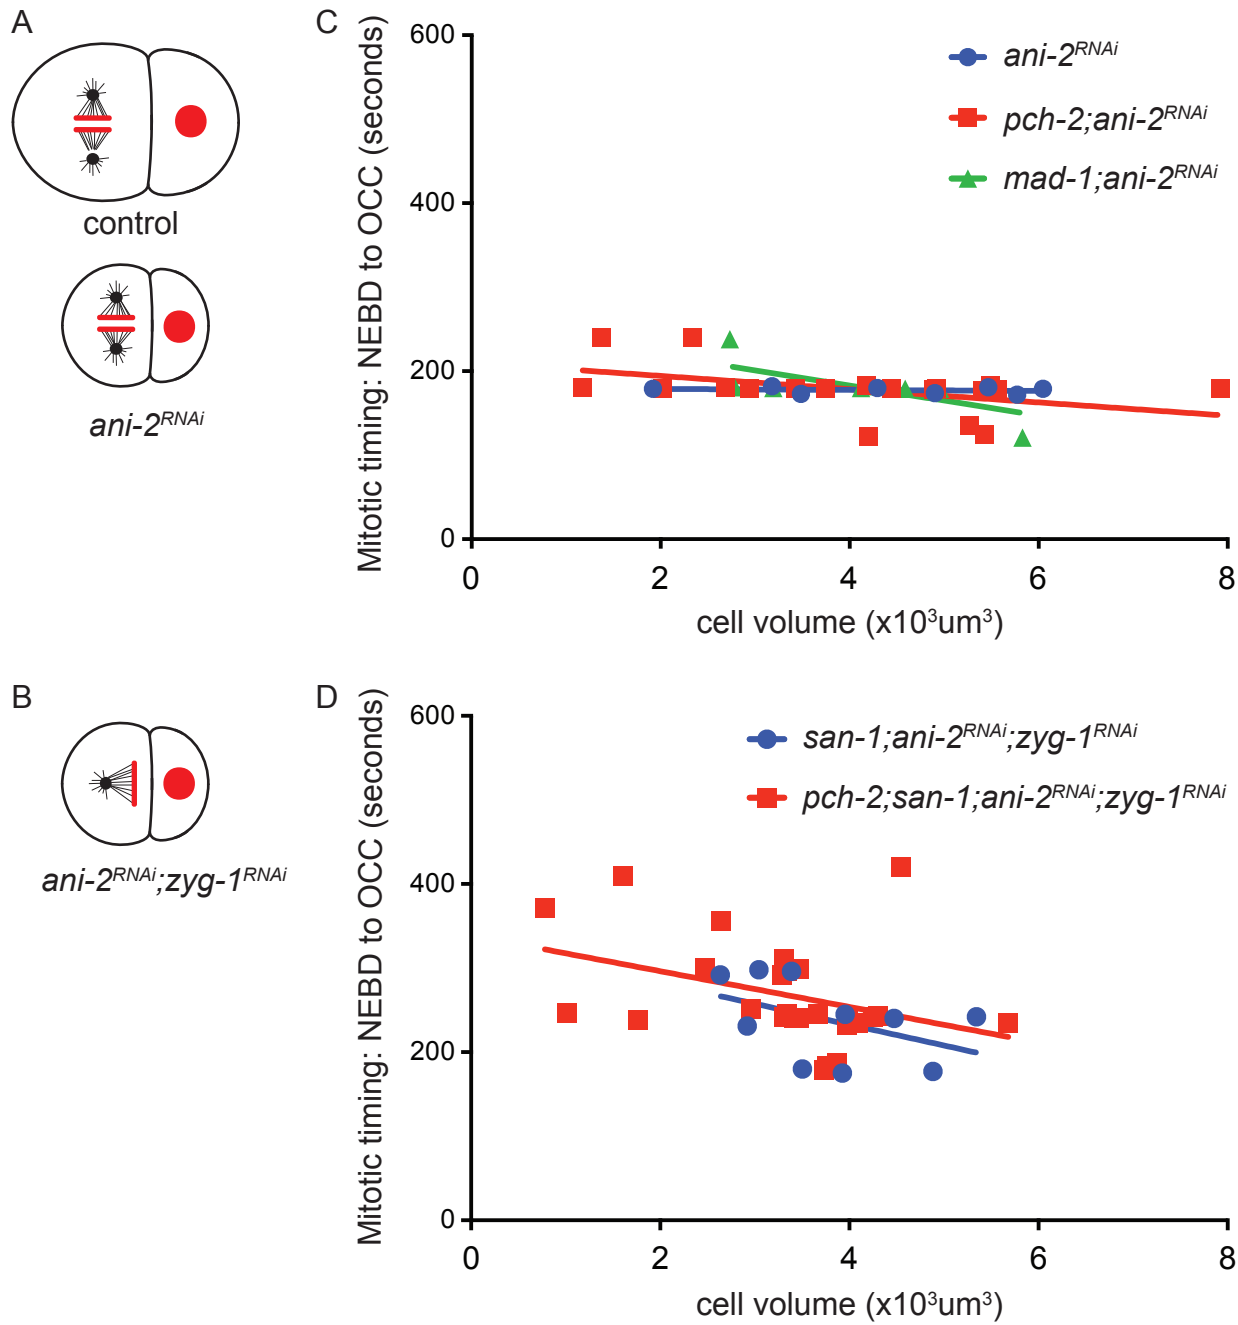 A
control
ani-2RNAi
C
Mitotic timing: NEBD to OCC (seconds)
600
400
200
0
0 2 4 6 8
cell volume (x10³um³)
ani-2RNAi
pch-2;ani-2RNAi
mad-1;ani-2RNAi
B
ani-2RNAi;zyg-1RNAi
D
Mitotic timing: NEBD to OCC (seconds)
600
400
200
0
0 2 4 6 8
cell volume (x10³um³)
san-1;ani-2RNAi;zyg-1RNAi
pch-2;san-1;ani-2RNAi;zyg-1RNAi